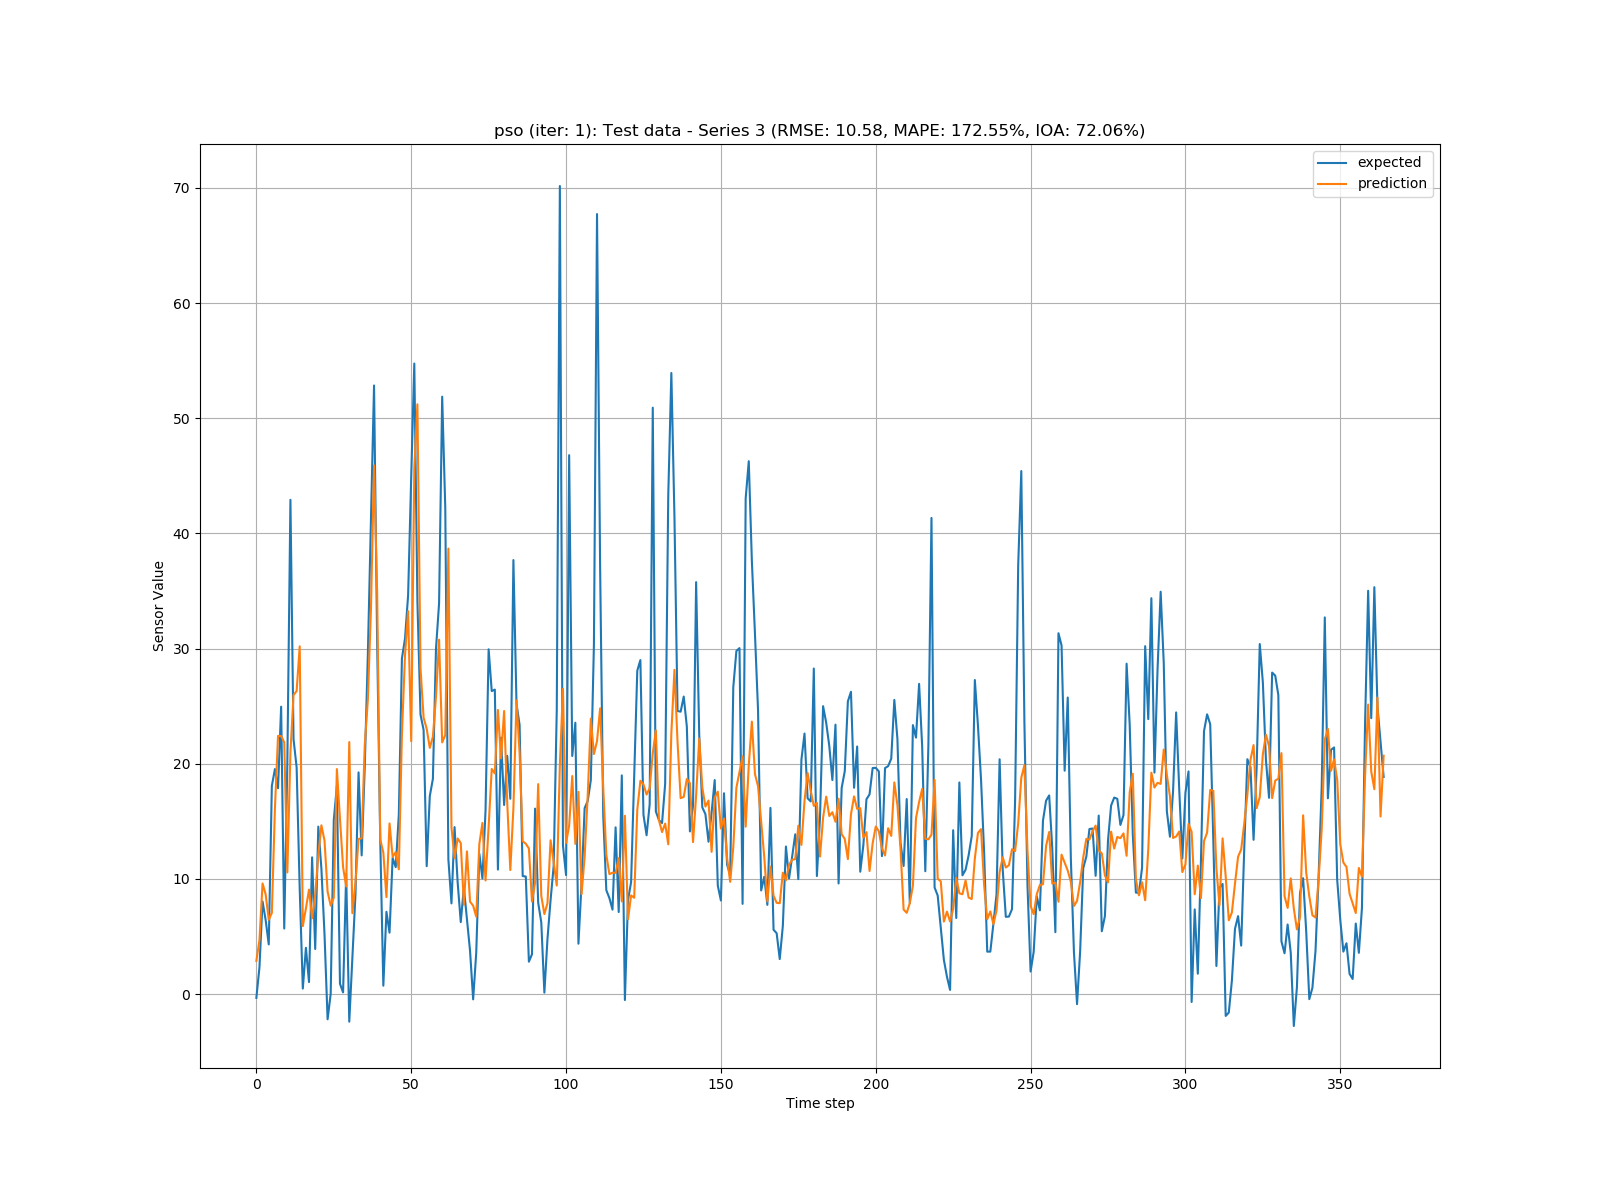 pso (iter: 1): Test data - Series 3 (RMSE: 10.58, MAPE: 172.55%, IOA: 72.06%)
expected
prediction
70
60
50
40
30
20
10
0
Sensor Value
0 50 100 150 200 250 300 350
Time step